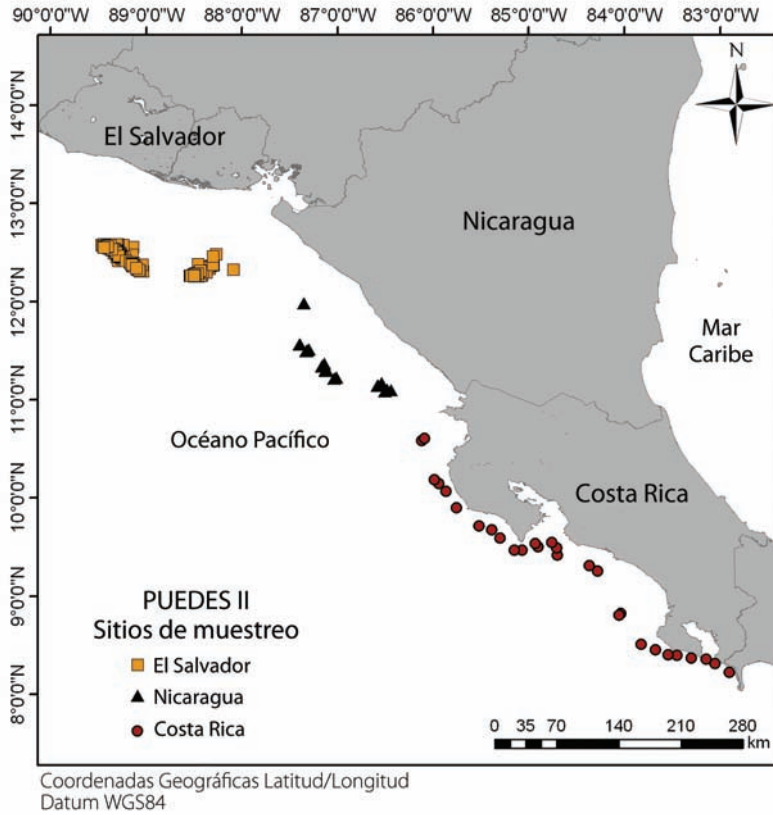 90°0'0"W 89°0'0"W 88°0'0"W 87°0'0"W 86°0'0"W 85°0'0"W 84°0'0"W 83°0'0"W
N
14°0'0"N
El Salvador
13°0'0"N
Nicaragua
12°0'0"N
Mar
Caribe
11°0'0"N
Océano Pacífico
Costa Rica
10°0'0"N
9°0'0"N
PUEDES II
Sitios de muestreo
El Salvador
Nicaragua
8°0'0"N
Costa Rica
0 35 70 140 210 280
km
Coordenadas Geográficas Latitud/Longitud
Datum WGS84